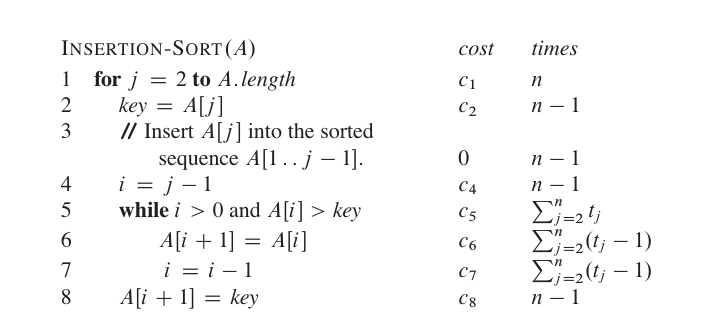 INSERTION-SORT(A) cost times
1 for j = 2 to A.length c₁ n
2 key = A[j] c₂ n − 1
3 // Insert A[j] into the sorted
sequence A[1 . . j − 1]. 0 n − 1
4 i = j − 1 c₄ n − 1
5 while i > 0 and A[i] > key c₅ ∑ⁿⱼ₌₂ tⱼ
6 A[i + 1] = A[i] c₆ ∑ⁿⱼ₌₂(tⱼ − 1)
7 i = i − 1 c₇ ∑ⁿⱼ₌₂(tⱼ − 1)
8 A[i + 1] = key c₈ n − 1